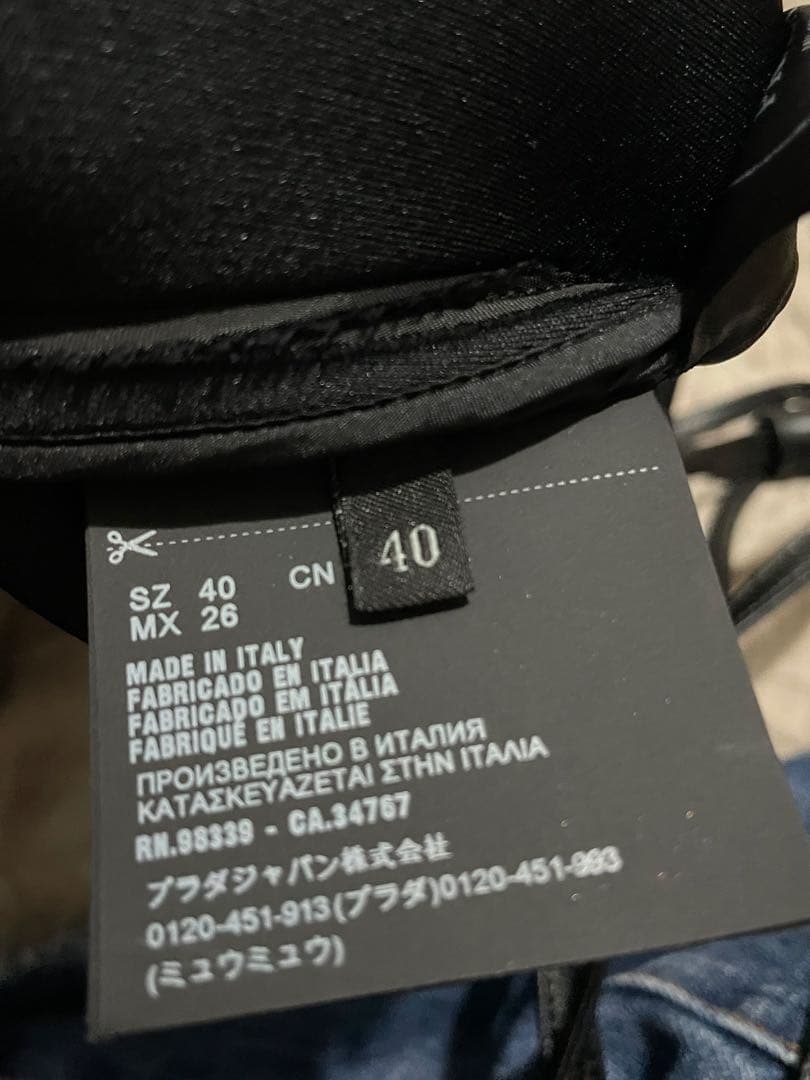 40
SZ 40 CN
MX 26
MADE IN ITALY
FABRICADO EN ITALIA
FABRICADO EM ITÁLIA
FABRIQUÉ EN ITALIE
ПРОИЗВЕДЕНО В ИТАЛИЯ
ΚΑΤΑΣΚΕΥΑΖΕΤΑΙ ΣΤΗΝ ΙΤΑΛΙΑ
RN.98339 - CA.34767
プラダジャパン株式会社
0120-451-913(プラダ)0120-451-993
(ミュウミュウ)